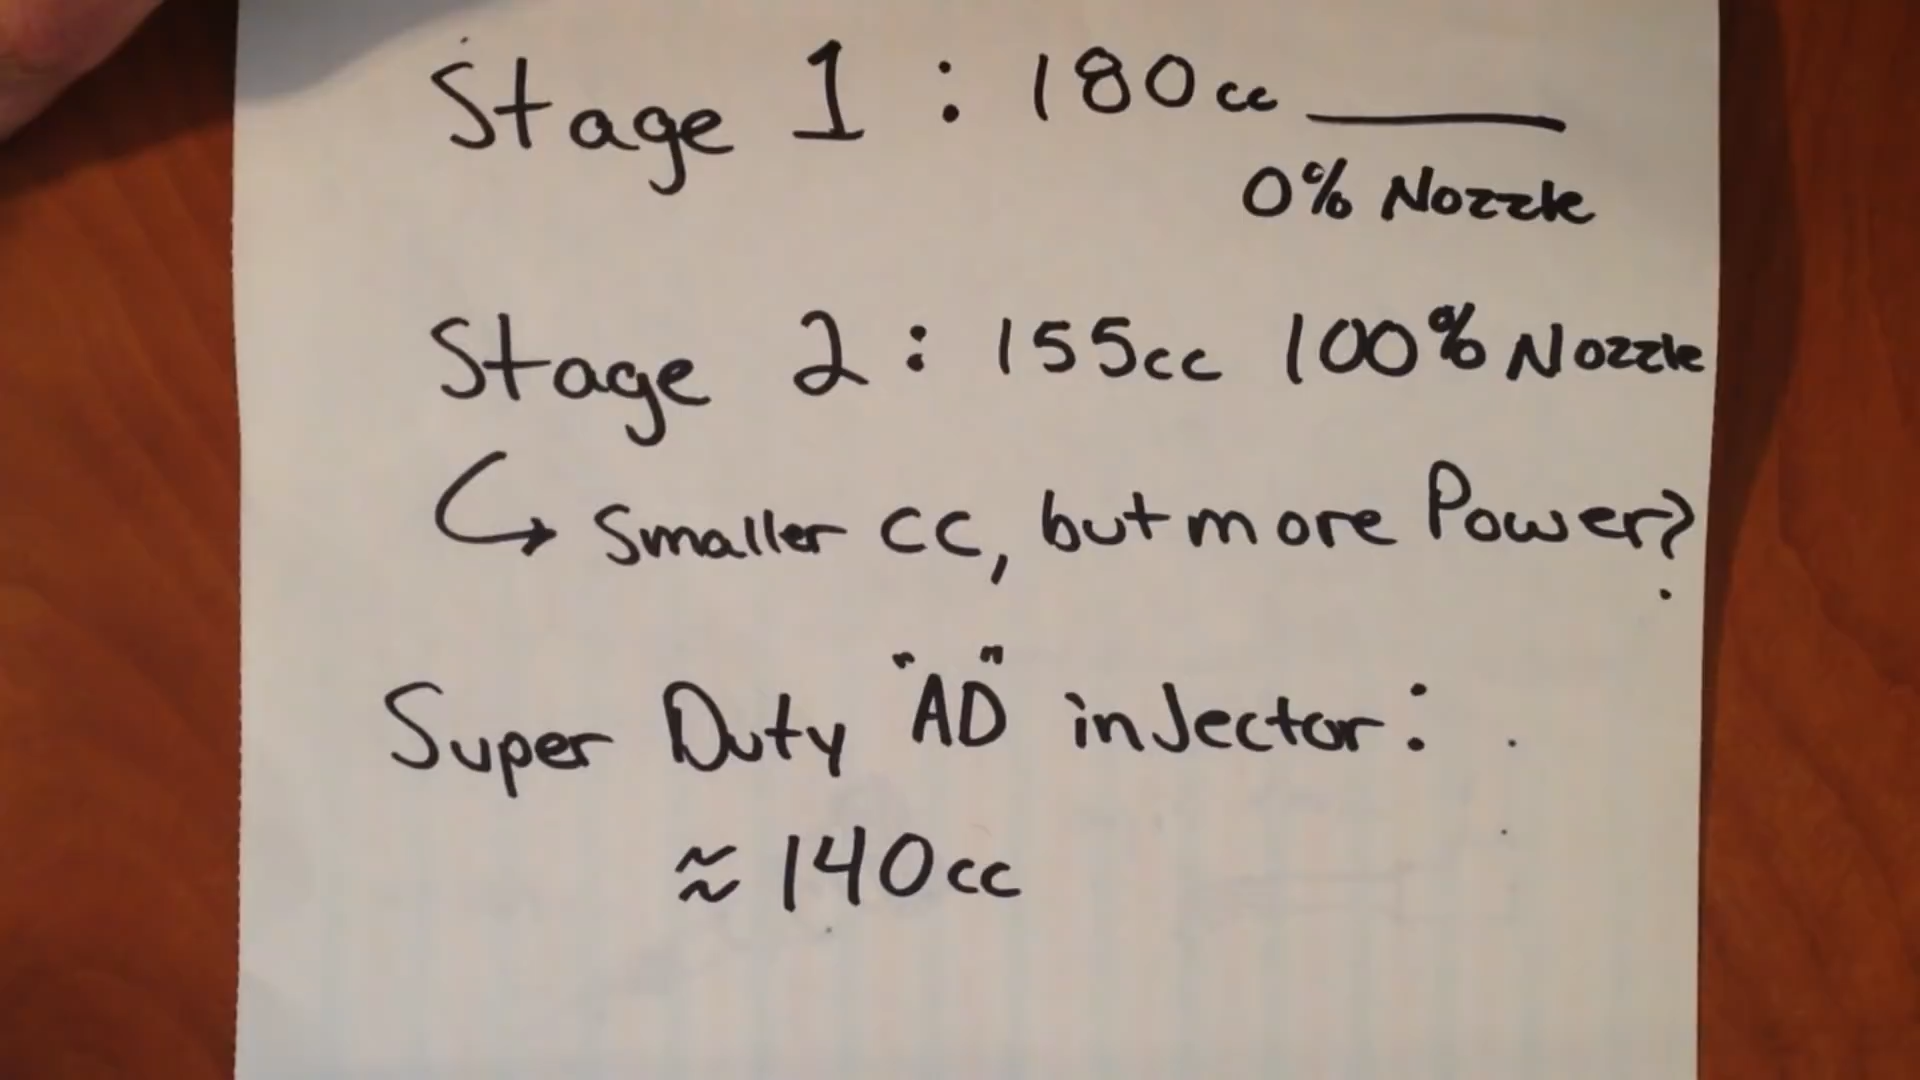 Stage 1 : 180cc ____
0% Nozzle
Stage 2 : 155cc 100% Nozzle
↳ Smaller CC, but more Power?
Super Duty "AD" inJector:
≈ 140cc